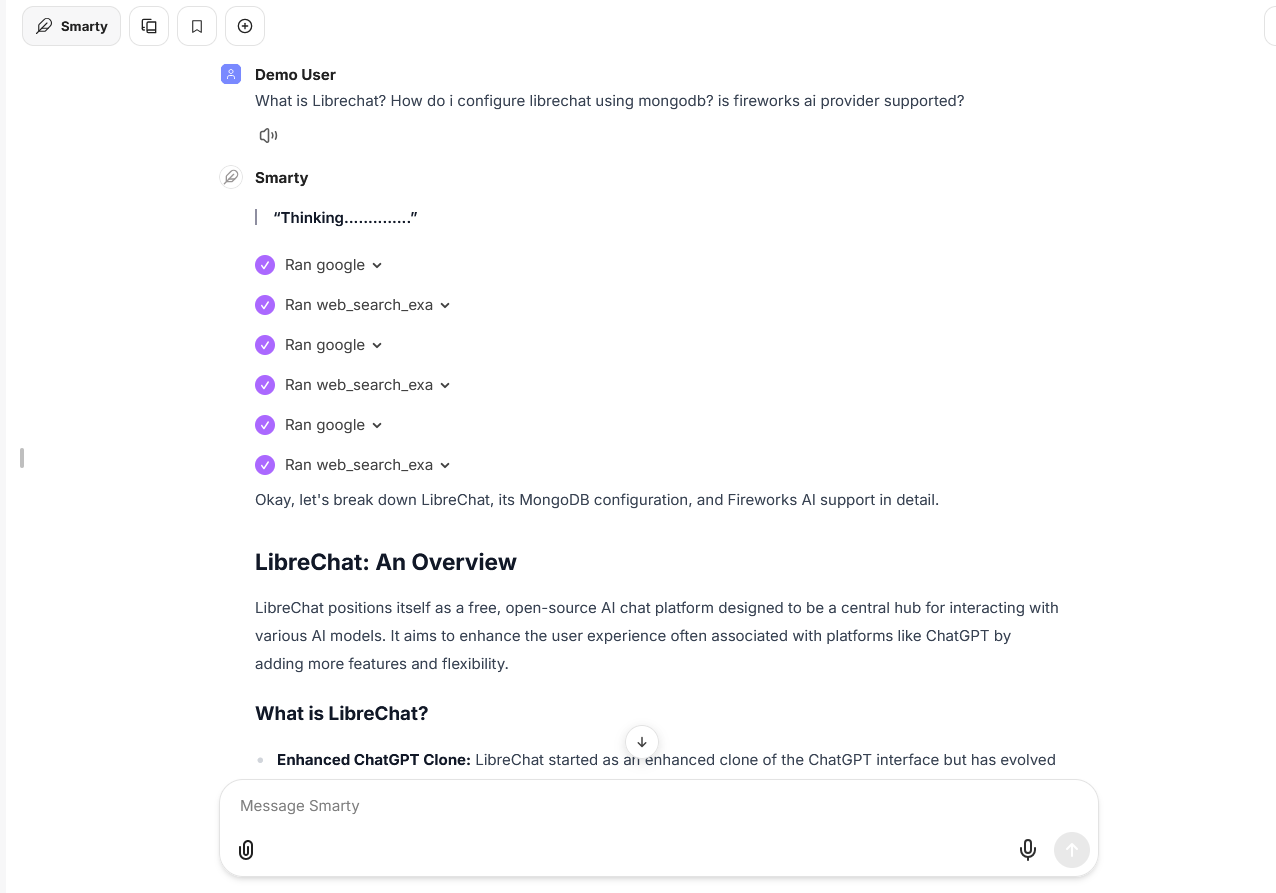 Smarty
Demo User
What is Librechat? How do i configure librechat using mongodb? is fireworks ai provider supported?
Smarty
“Thinking..............”
Ran google
Ran web_search_exa
Ran google
Ran web_search_exa
Ran google
Ran web_search_exa
Okay, let's break down LibreChat, its MongoDB configuration, and Fireworks AI support in detail.
LibreChat: An Overview
LibreChat positions itself as a free, open-source AI chat platform designed to be a central hub for interacting with
various AI models. It aims to enhance the user experience often associated with platforms like ChatGPT by
adding more features and flexibility.
What is LibreChat?
Enhanced ChatGPT Clone: LibreChat started as an enhanced clone of the ChatGPT interface but has evolved
Message Smarty